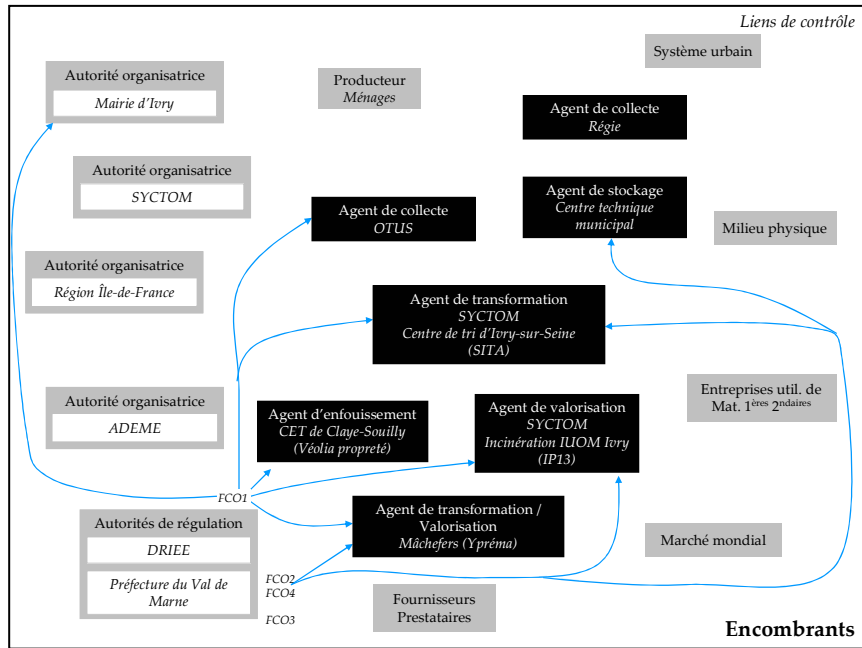 Liens de contrôle
Système urbain
Autorité organisatrice
Mairie d'Ivry
Producteur
Ménages
Agent de collecte
Régie
Autorité organisatrice
SYCTOM
Agent de collecte
OTUS
Agent de stockage
Centre technique
municipal
Milieu physique
Autorité organisatrice
Région Île-de-France
Agent de transformation
SYCTOM
Centre de tri d'Ivry-sur-Seine
(SITA)
Autorité organisatrice
ADEME
Agent d'enfouissement
CET de Claye-Souilly
(Véolia propreté)
Agent de valorisation
SYCTOM
Incinération IUOM Ivry
(IP13)
Entreprises util. de
Mat. 1ères 2ndaires
FCO1
Autorités de régulation
DRIEE
Préfecture du Val de
Marne
FCO2
FCO4
FCO3
Agent de transformation /
Valorisation
Mâchefers (Ypréma)
Marché mondial
Fournisseurs
Prestataires
Encombrants